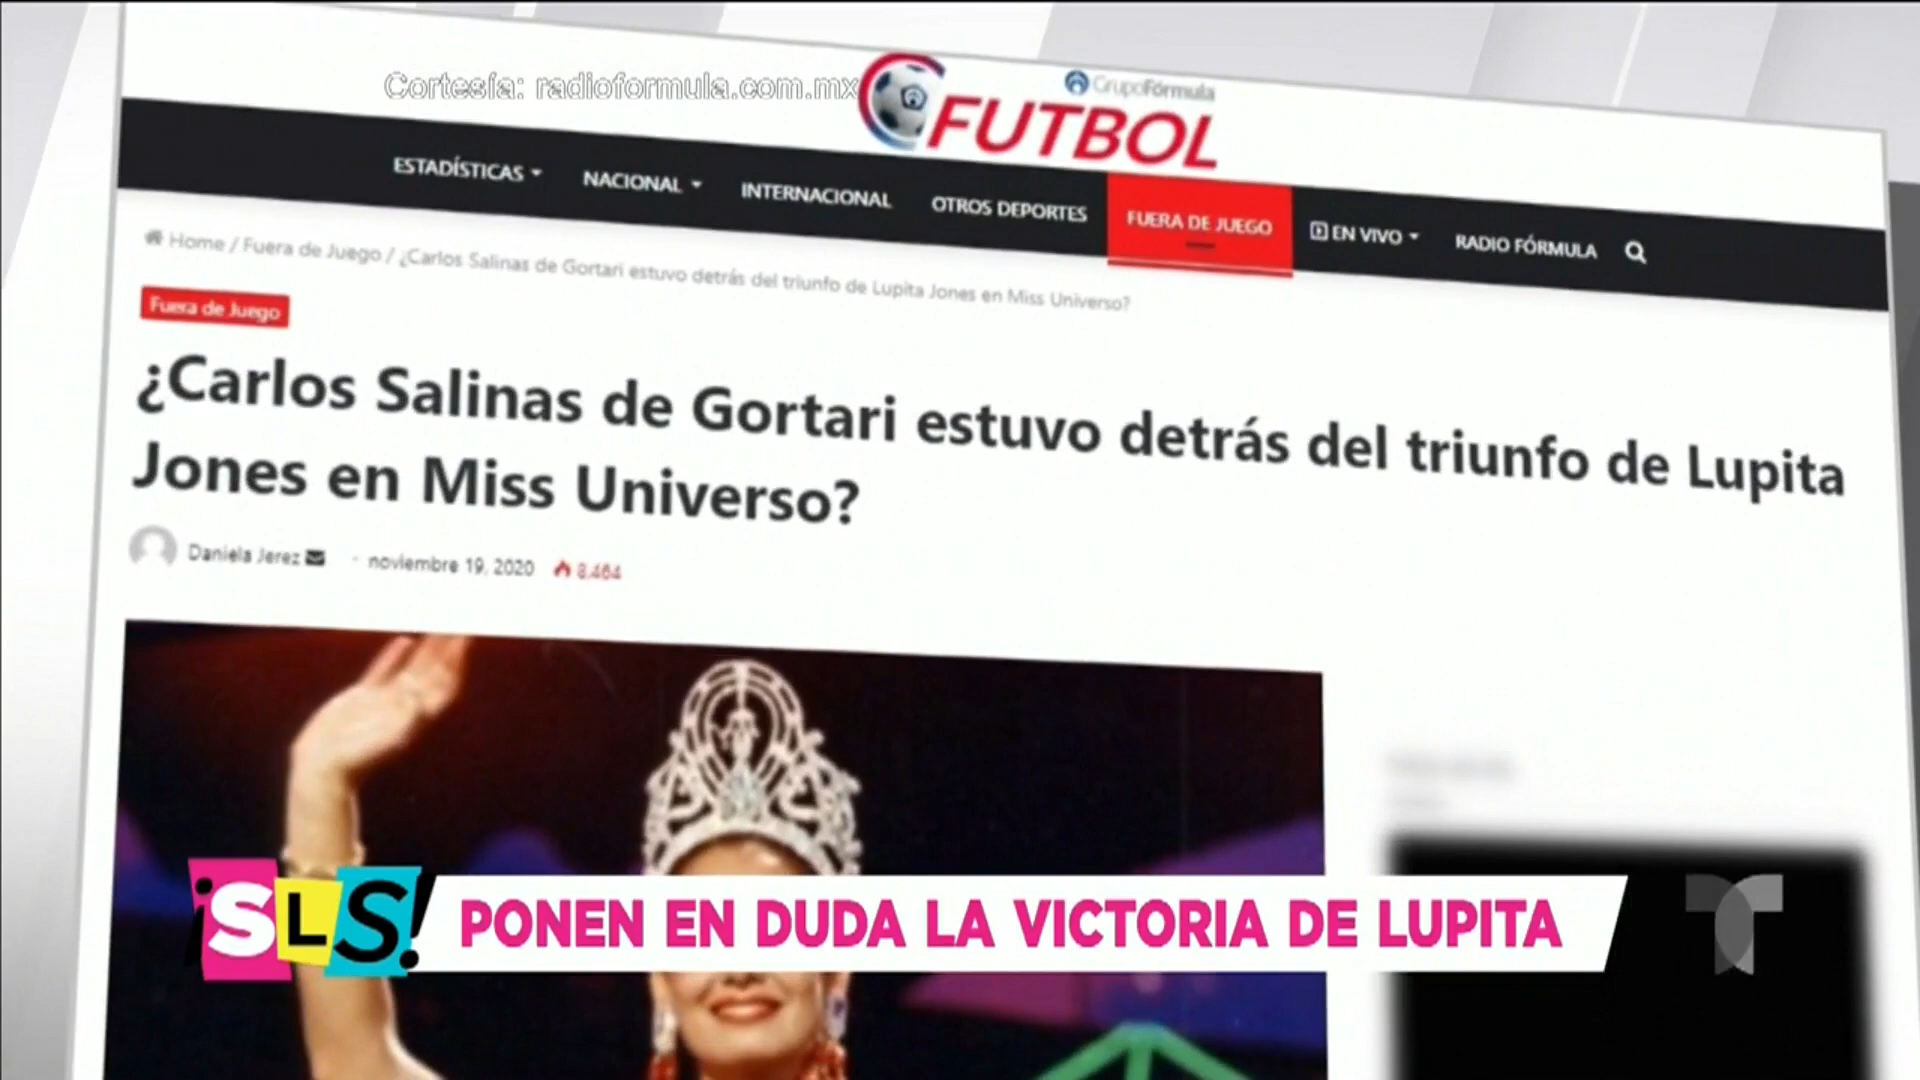 Cortesía: radioformula.com.mx
GrupoFórmula
FUTBOL
ESTADÍSTICAS NACIONAL INTERNACIONAL OTROS DEPORTES FUERA DE JUEGO EN VIVO RADIO FÓRMULA
Home / Fuera de Juego / ¿Carlos Salinas de Gortari estuvo detrás del triunfo de Lupita Jones en Miss Universo?
Fuera de Juego
¿Carlos Salinas de Gortari estuvo detrás del triunfo de Lupita
Jones en Miss Universo?
Daniela Jerez - noviembre 19, 2020 8,464
¡SLS!
PONEN EN DUDA LA VICTORIA DE LUPITA